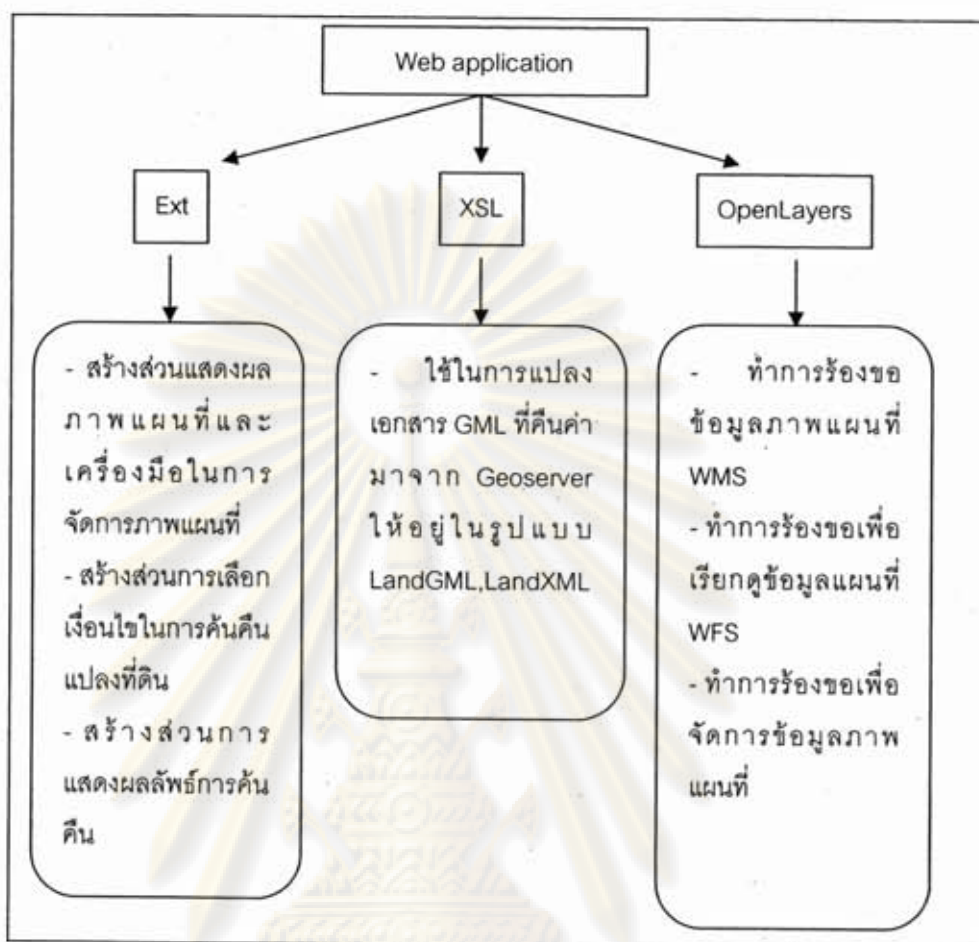 Web application
Ext
XSL
OpenLayers
- สร้างส่วนแสดงผล
ภาพแผนที่และ
เครื่องมือในการ
จัดการภาพแผนที่
- สร้างส่วนการเลือก
เงื่อนไขในการค้นคืน
แปลงที่ดิน
- สร้างส่วนการ
แสดงผลลัพธ์การค้น
คืน
- ใช้ในการแปลง
เอกสาร GML ที่คืนค่า
มาจาก Geoserver
ให้อยู่ในรูปแบบ
LandGML,LandXML
- ทำการร้องขอ
ข้อมูลภาพแผนที่
WMS
- ทำการร้องขอเพื่อ
เรียกดูข้อมูลแผนที่
WFS
- ทำการร้องขอเพื่อ
จัดการข้อมูลภาพ
แผนที่